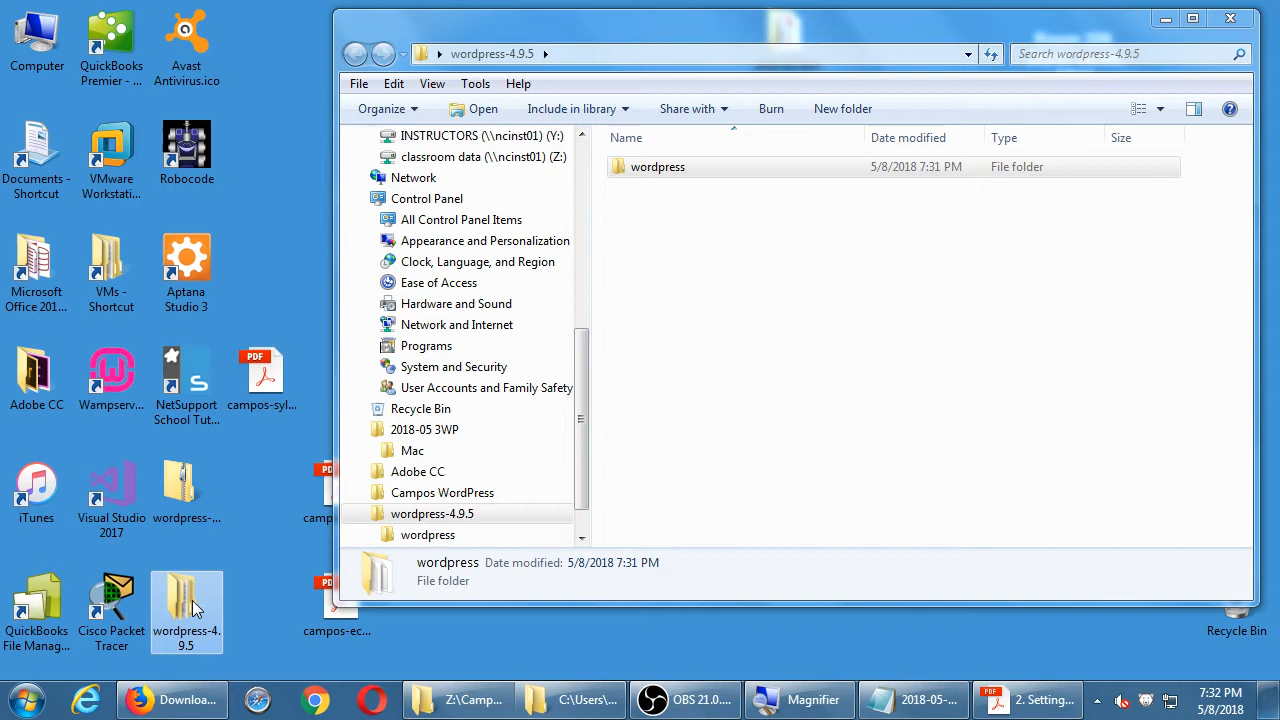 Computer
QuickBooks
Premier - ...
Avast
Antivirus.ico
Documents -
Shortcut
VMware
Workstati...
Robocode
Microsoft
Office 201...
VMs -
Shortcut
Aptana
Studio 3
Adobe CC
Wampserv...
NetSupport
School Tut...
PDF
campos-syl...
iTunes
Visual Studio
2017
wordpress-...
QuickBooks
File Manag...
Cisco Packet
Tracer
wordpress-4.
9.5
campos-ec...
Recycle Bin
wordpress-4.9.5
Search wordpress-4.9.5
File Edit View Tools Help
Organize Open Include in library Share with Burn New folder
Name Date modified Type Size
wordpress 5/8/2018 7:31 PM File folder
INSTRUCTORS (\\ncinst01) (Y:)
classroom data (\\ncinst01) (Z:)
Network
Control Panel
All Control Panel Items
Appearance and Personalization
Clock, Language, and Region
Ease of Access
Hardware and Sound
Network and Internet
Programs
System and Security
User Accounts and Family Safety
Recycle Bin
2018-05 3WP
Mac
Adobe CC
Campos WordPress
wordpress-4.9.5
wordpress
wordpress Date modified: 5/8/2018 7:31 PM
File folder
Downloa...
Z:\Camp...
C:\Users\...
OBS 21.0....
Magnifier
2018-05-...
PDF
2. Setting...
7:32 PM
5/8/2018